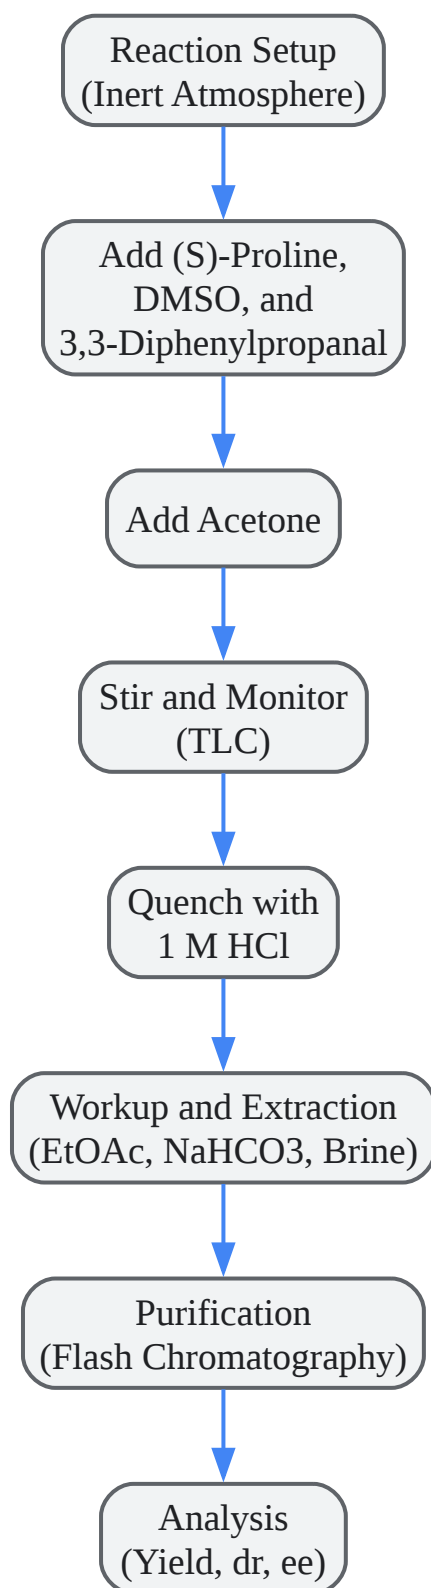 Reaction Setup
(Inert Atmosphere)
Add (S)-Proline,
DMSO, and
3,3-Diphenylpropanal
Add Acetone
Stir and Monitor
(TLC)
Quench with
1 M HCl
Workup and Extraction
(EtOAc, NaHCO3, Brine)
Purification
(Flash Chromatography)
Analysis
(Yield, dr, ee)